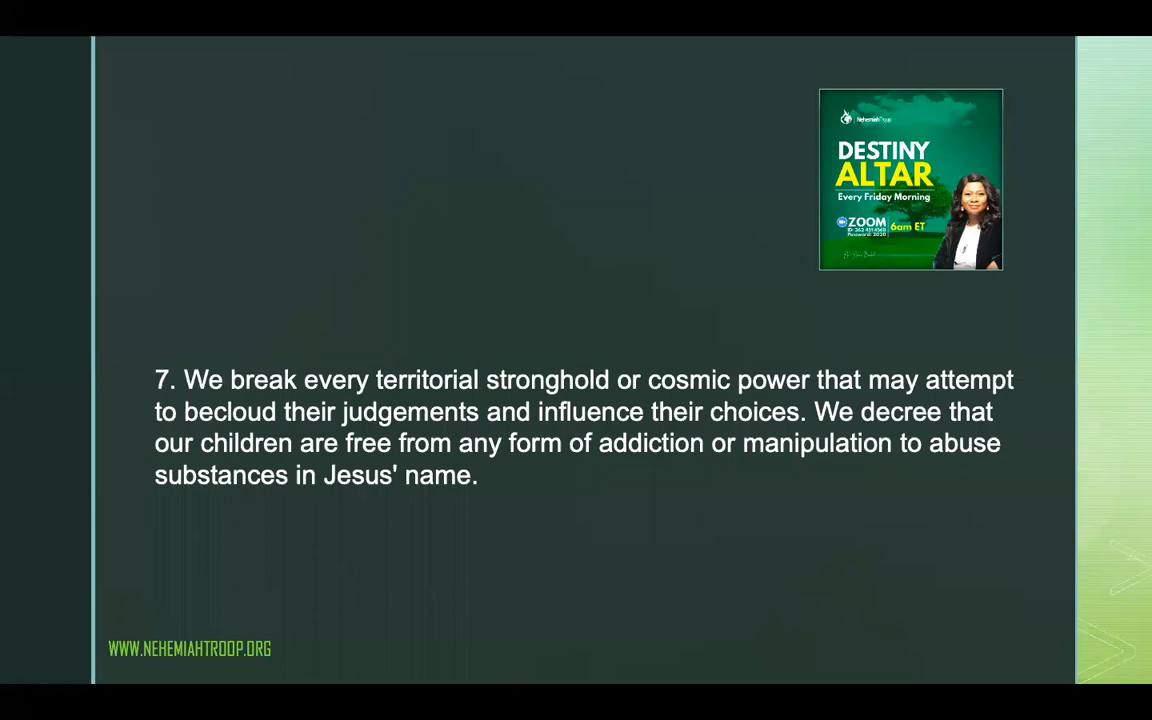 NehemiahTroop
DESTINY
ALTAR
Every Friday Morning
ZOOM
6am ET
7. We break every territorial stronghold or cosmic power that may attempt
to becloud their judgements and influence their choices. We decree that
our children are free from any form of addiction or manipulation to abuse
substances in Jesus' name.
WWW.NEHEMIAHTROOP.ORG